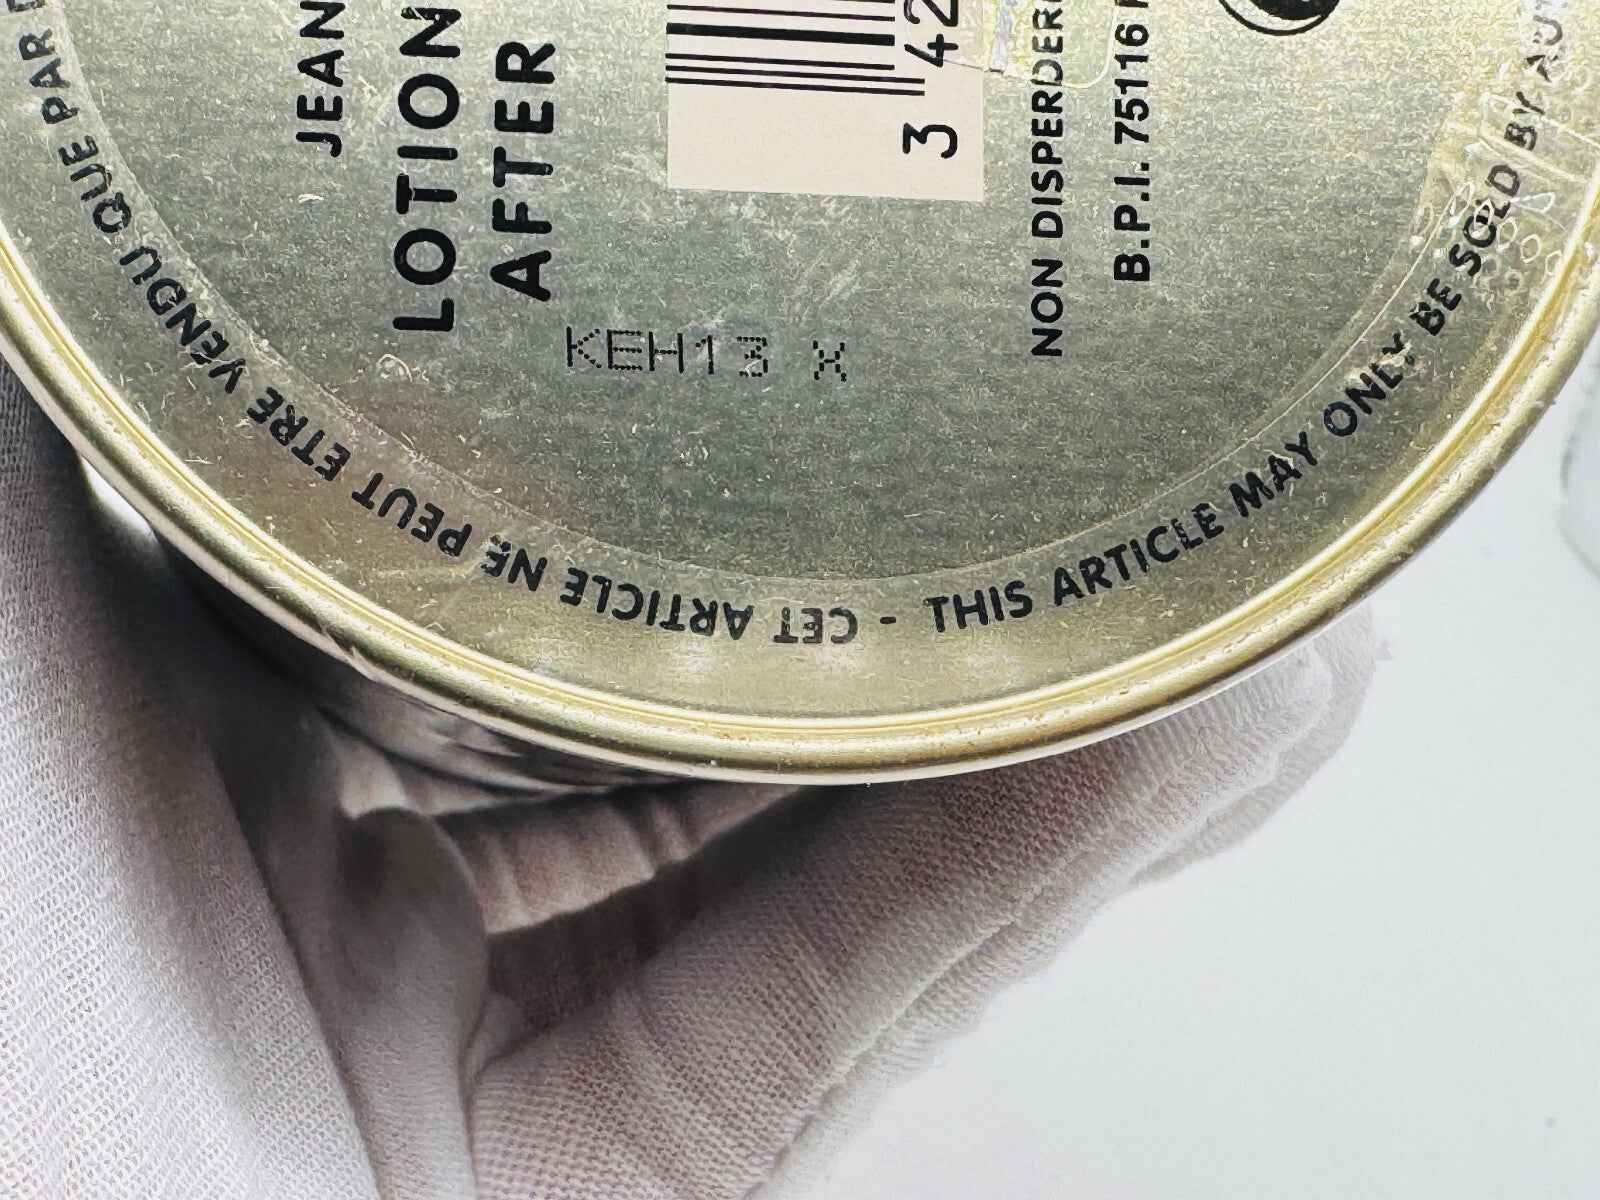 JEAN
LOTION
AFTER
3 42
NON DISPERDER
B.P.I. 75116
KEH13 X
CET ARTICLE NE PEUT ETRE VENDU QUE PAR
- THIS ARTICLE MAY ONLY BE SOLD BY